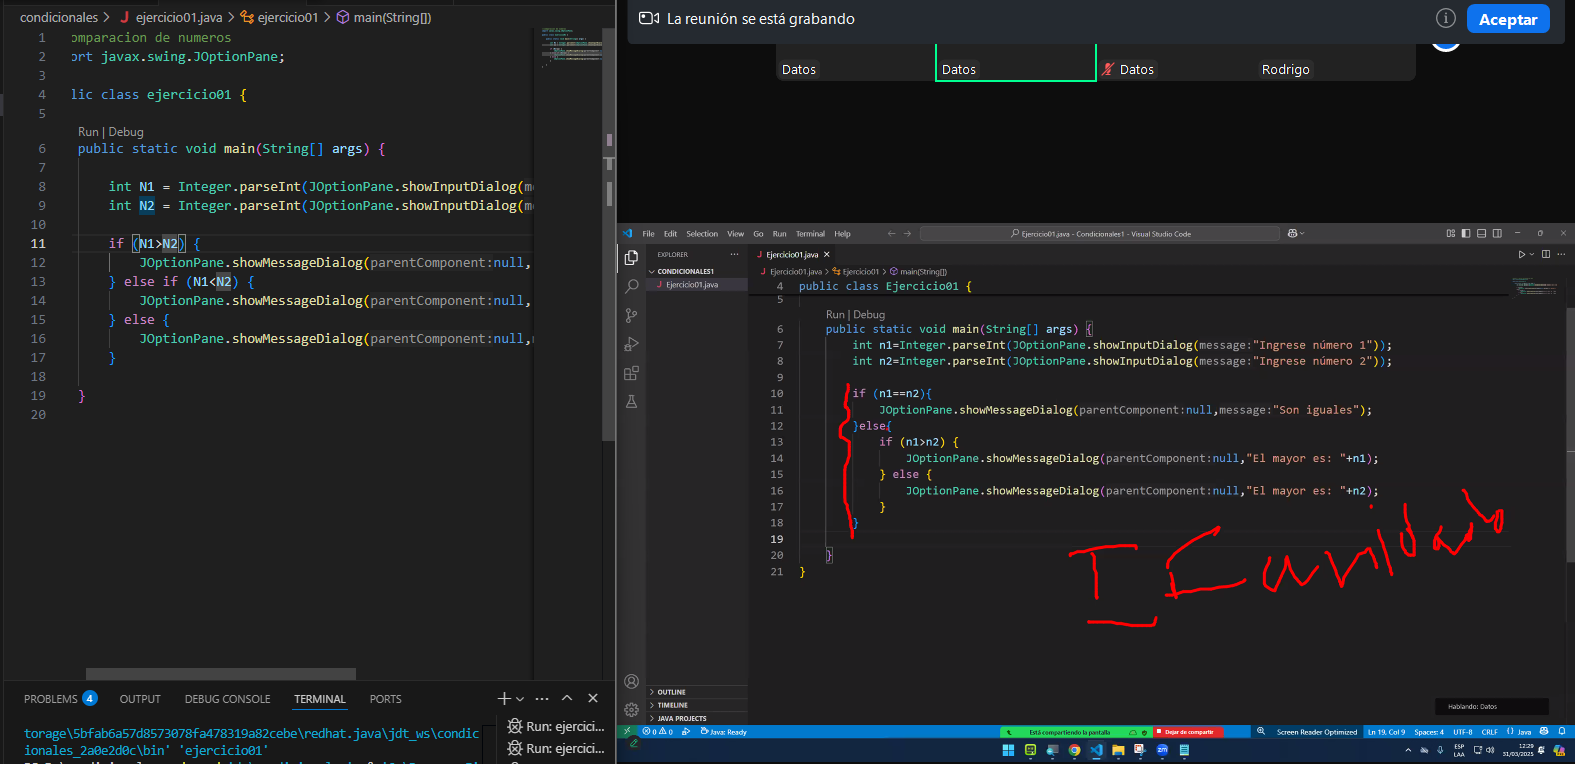 condicionales > J ejercicio01.java > ejercicio01 > main(String[])
1 omparacion de numeros
2 ort javax.swing.JOptionPane;
3
4 lic class ejercicio01 {
5
Run | Debug
6 public static void main(String[] args) {
7
8 int N1 = Integer.parseInt(JOptionPane.showInputDialog(m
9 int N2 = Integer.parseInt(JOptionPane.showInputDialog(m
10
11 if (N1>N2) {
12 JOptionPane.showMessageDialog(parentComponent:null,
13 } else if (N1<N2) {
14 JOptionPane.showMessageDialog(parentComponent:null,
15 } else {
16 JOptionPane.showMessageDialog(parentComponent:null,
17 }
18
19 }
20
PROBLEMS 4 OUTPUT DEBUG CONSOLE TERMINAL PORTS
torage\5bfab6a57d8573078fa478319a82cebe\redhat.java\jdt_ws\condic
ionales_2a0e2d0c\bin' 'ejercicio01'
Run: ejercici...
Run: ejercici...
La reunión se está grabando
Aceptar
Datos Datos Datos Rodrigo
File Edit Selection View Go Run Terminal Help
Ejercicio01.java - Condicionales1 - Visual Studio Code
EXPLORER
CONDICIONALES1
J Ejercicio01.java
J Ejercicio01.java
J Ejercicio01.java > Ejercicio01 > main(String[])
4 public class Ejercicio01 {
5
Run | Debug
6 public static void main(String[] args) {
7 int n1=Integer.parseInt(JOptionPane.showInputDialog(message:"Ingrese número 1"));
8 int n2=Integer.parseInt(JOptionPane.showInputDialog(message:"Ingrese número 2"));
9
10 if (n1==n2){
11 JOptionPane.showMessageDialog(parentComponent:null,message:"Son iguales");
12 }else{
13 if (n1>n2) {
14 JOptionPane.showMessageDialog(parentComponent:null,"El mayor es: "+n1);
15 } else {
16 JOptionPane.showMessageDialog(parentComponent:null,"El mayor es: "+n2);
17 }
18 }
19
20 }
21 }
OUTLINE
TIMELINE
JAVA PROJECTS
Hablando: Datos
0 0 Java: Ready
Está compartiendo la pantalla
Dejar de compartir
Screen Reader Optimized Ln 19, Col 9 Spaces: 4 UTF-8 CRLF {} Java
ESP
LAA
12:29
31/03/2025